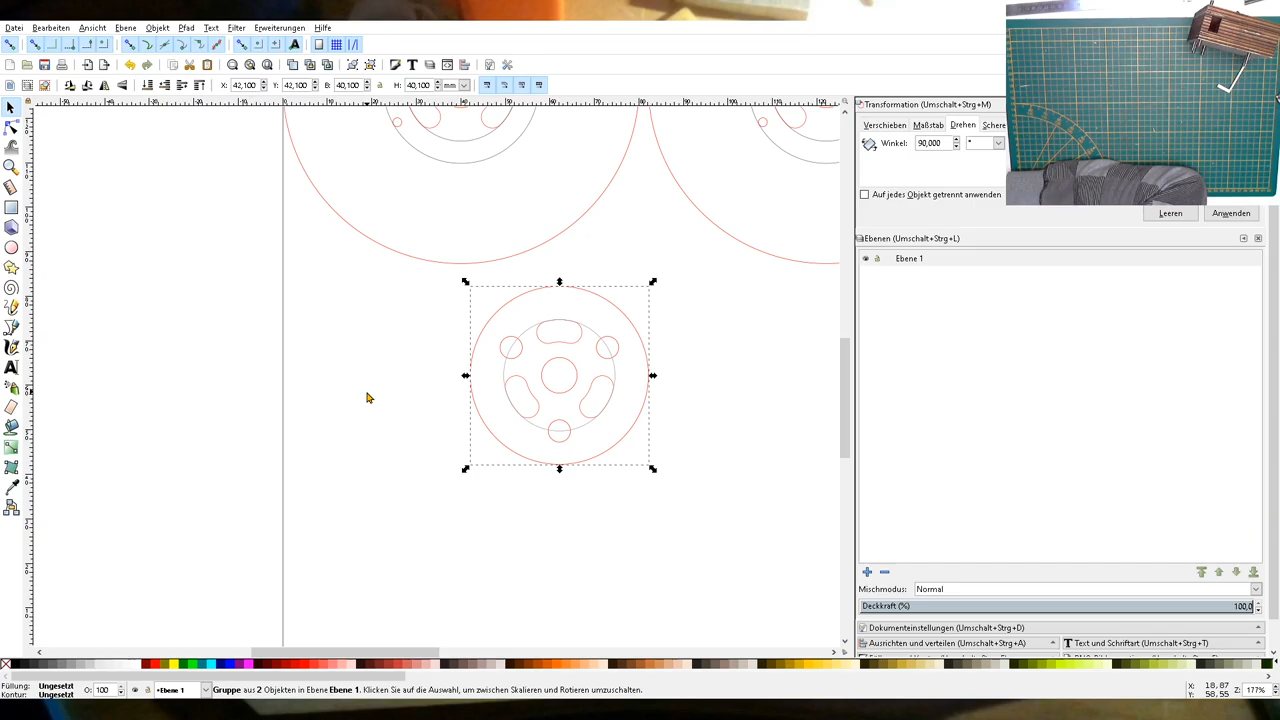 Datei Bearbeiten Ansicht Ebene Objekt Pfad Text Filter Erweiterungen Hilfe
X: 42,100 Y: 42,100 B: 40,100 H: 40,100 mm
Transformation (Umschalt+Strg+M)
Verschieben Maßstab Drehen Schere
Winkel: 90,000 °
Auf jedes Objekt getrennt anwenden
Leeren Anwenden
Ebenen (Umschalt+Strg+L)
Ebene 1
Mischmodus: Normal
Deckkraft (%) 100,0
Dokumenteinstellungen (Umschalt+Strg+D)
Ausrichten und verteilen (Umschalt+Strg+A) Text und Schriftart (Umschalt+Strg+T)
Füllung: Ungesetzt
Kontur: Ungesetzt
O: 100
Ebene 1
Gruppe aus 2 Objekten in Ebene Ebene 1. Klicken Sie auf die Auswahl, um zwischen Skalieren und Rotieren umzuschalten.
X: 18,87
Y: 58,55
Z: 177%